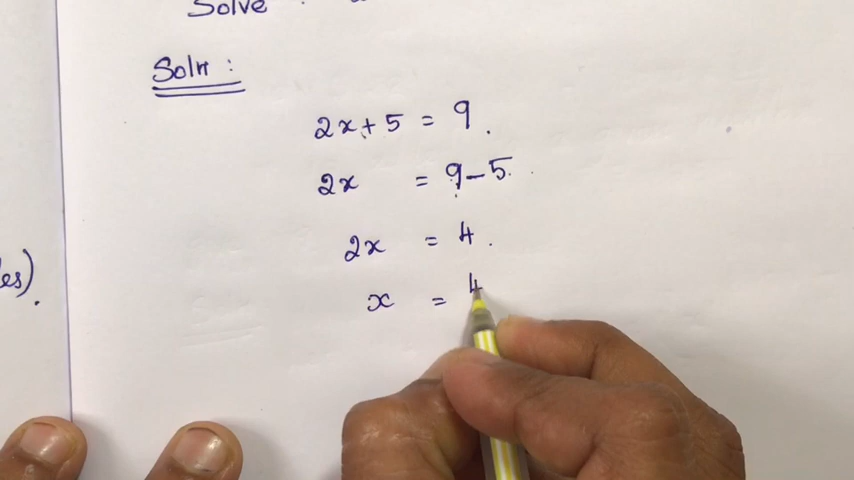 Solve :
Soln :
2x + 5 = 9.
2x = 9 - 5.
2x = 4.
x = 4
es).